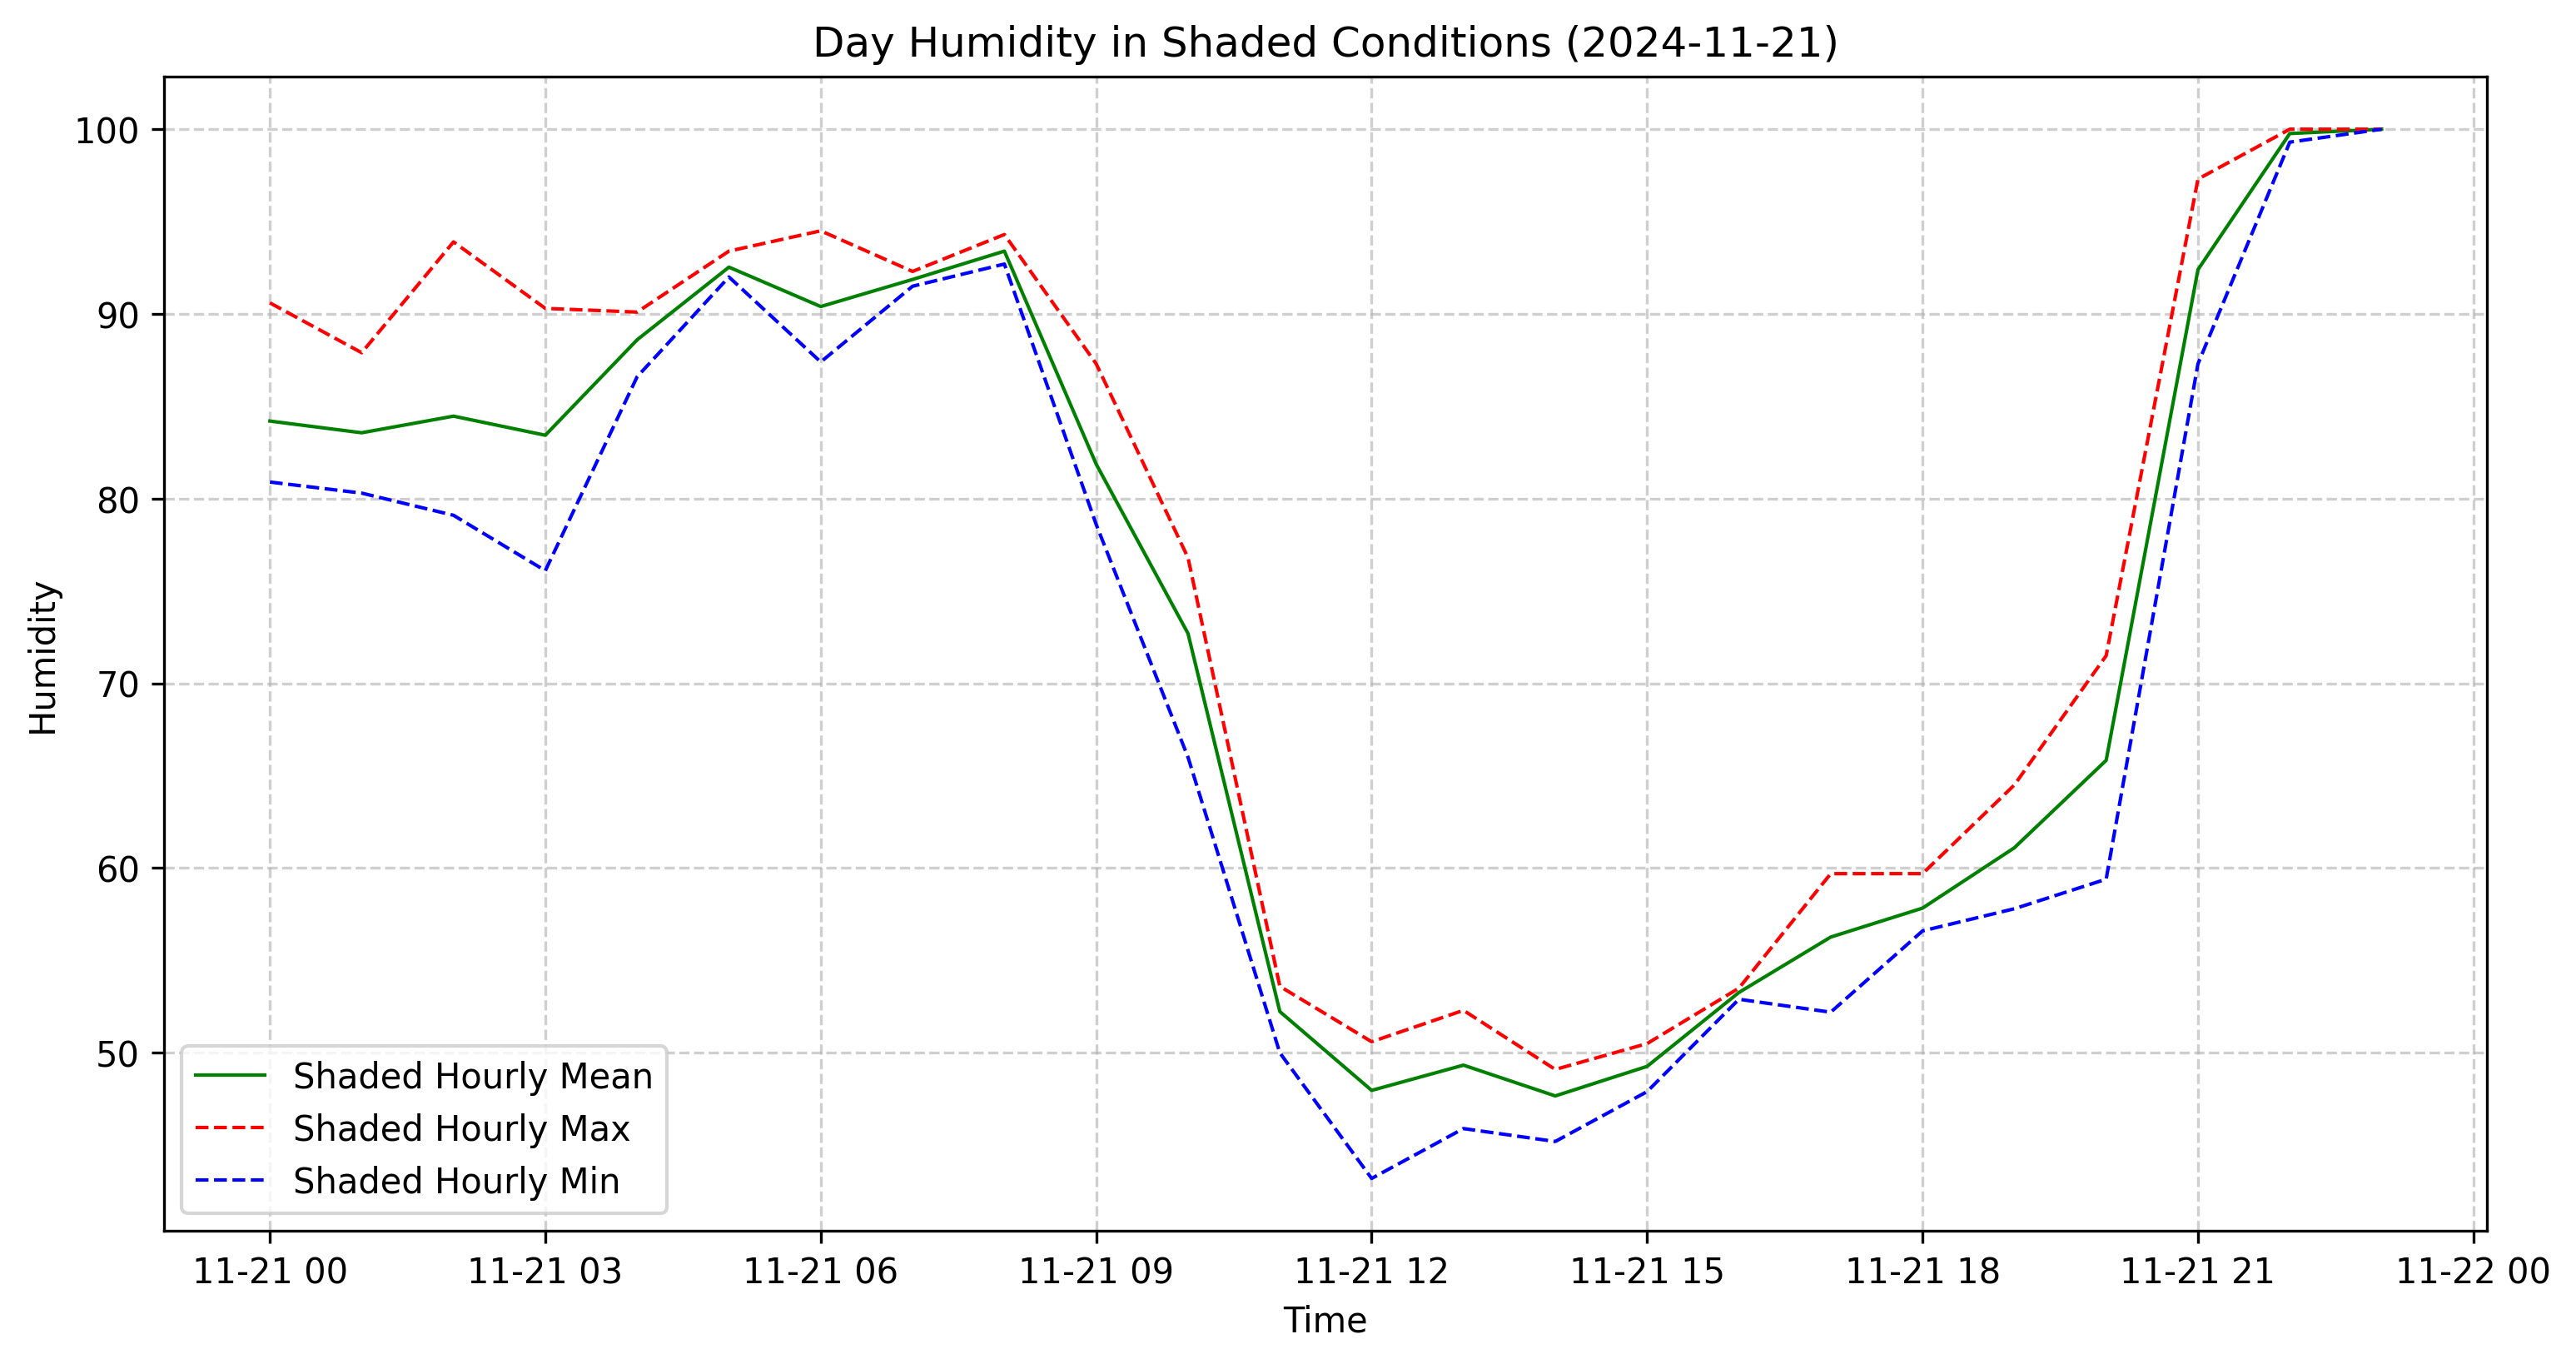 Day Humidity in Shaded Conditions (2024-11-21)
Humidity
100
90
80
70
60
50
Shaded Hourly Mean
Shaded Hourly Max
Shaded Hourly Min
11-21 00 11-21 03 11-21 06 11-21 09 11-21 12 11-21 15 11-21 18 11-21 21 11-22 00
Time